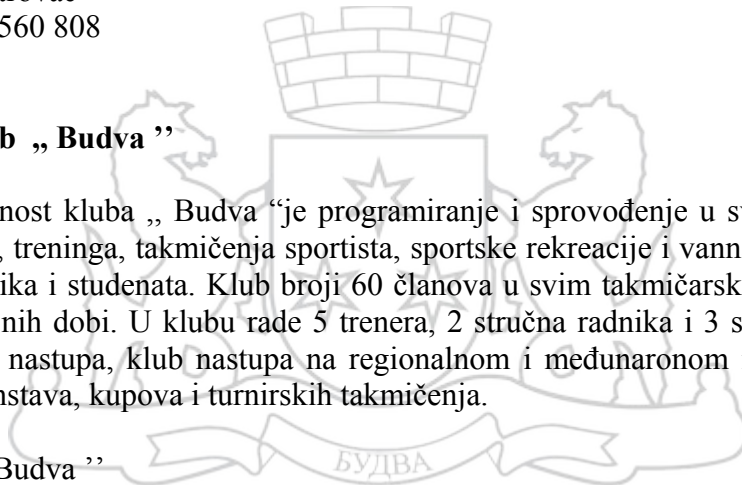 560 808
b ,, Budva ’’
nost kluba ,, Budva “je programiranje i sprovođenje u s
, treninga, takmičenja sportista, sportske rekreacije i vann
ika i studenata. Klub broji 60 članova u svim takmičarsk
nih dobi. U klubu rade 5 trenera, 2 stručna radnika i 3 s
nastupa, klub nastupa na regionalnom i međunaronom
nstava, kupova i turnirskih takmičenja.
БУДВА
Budva ’’